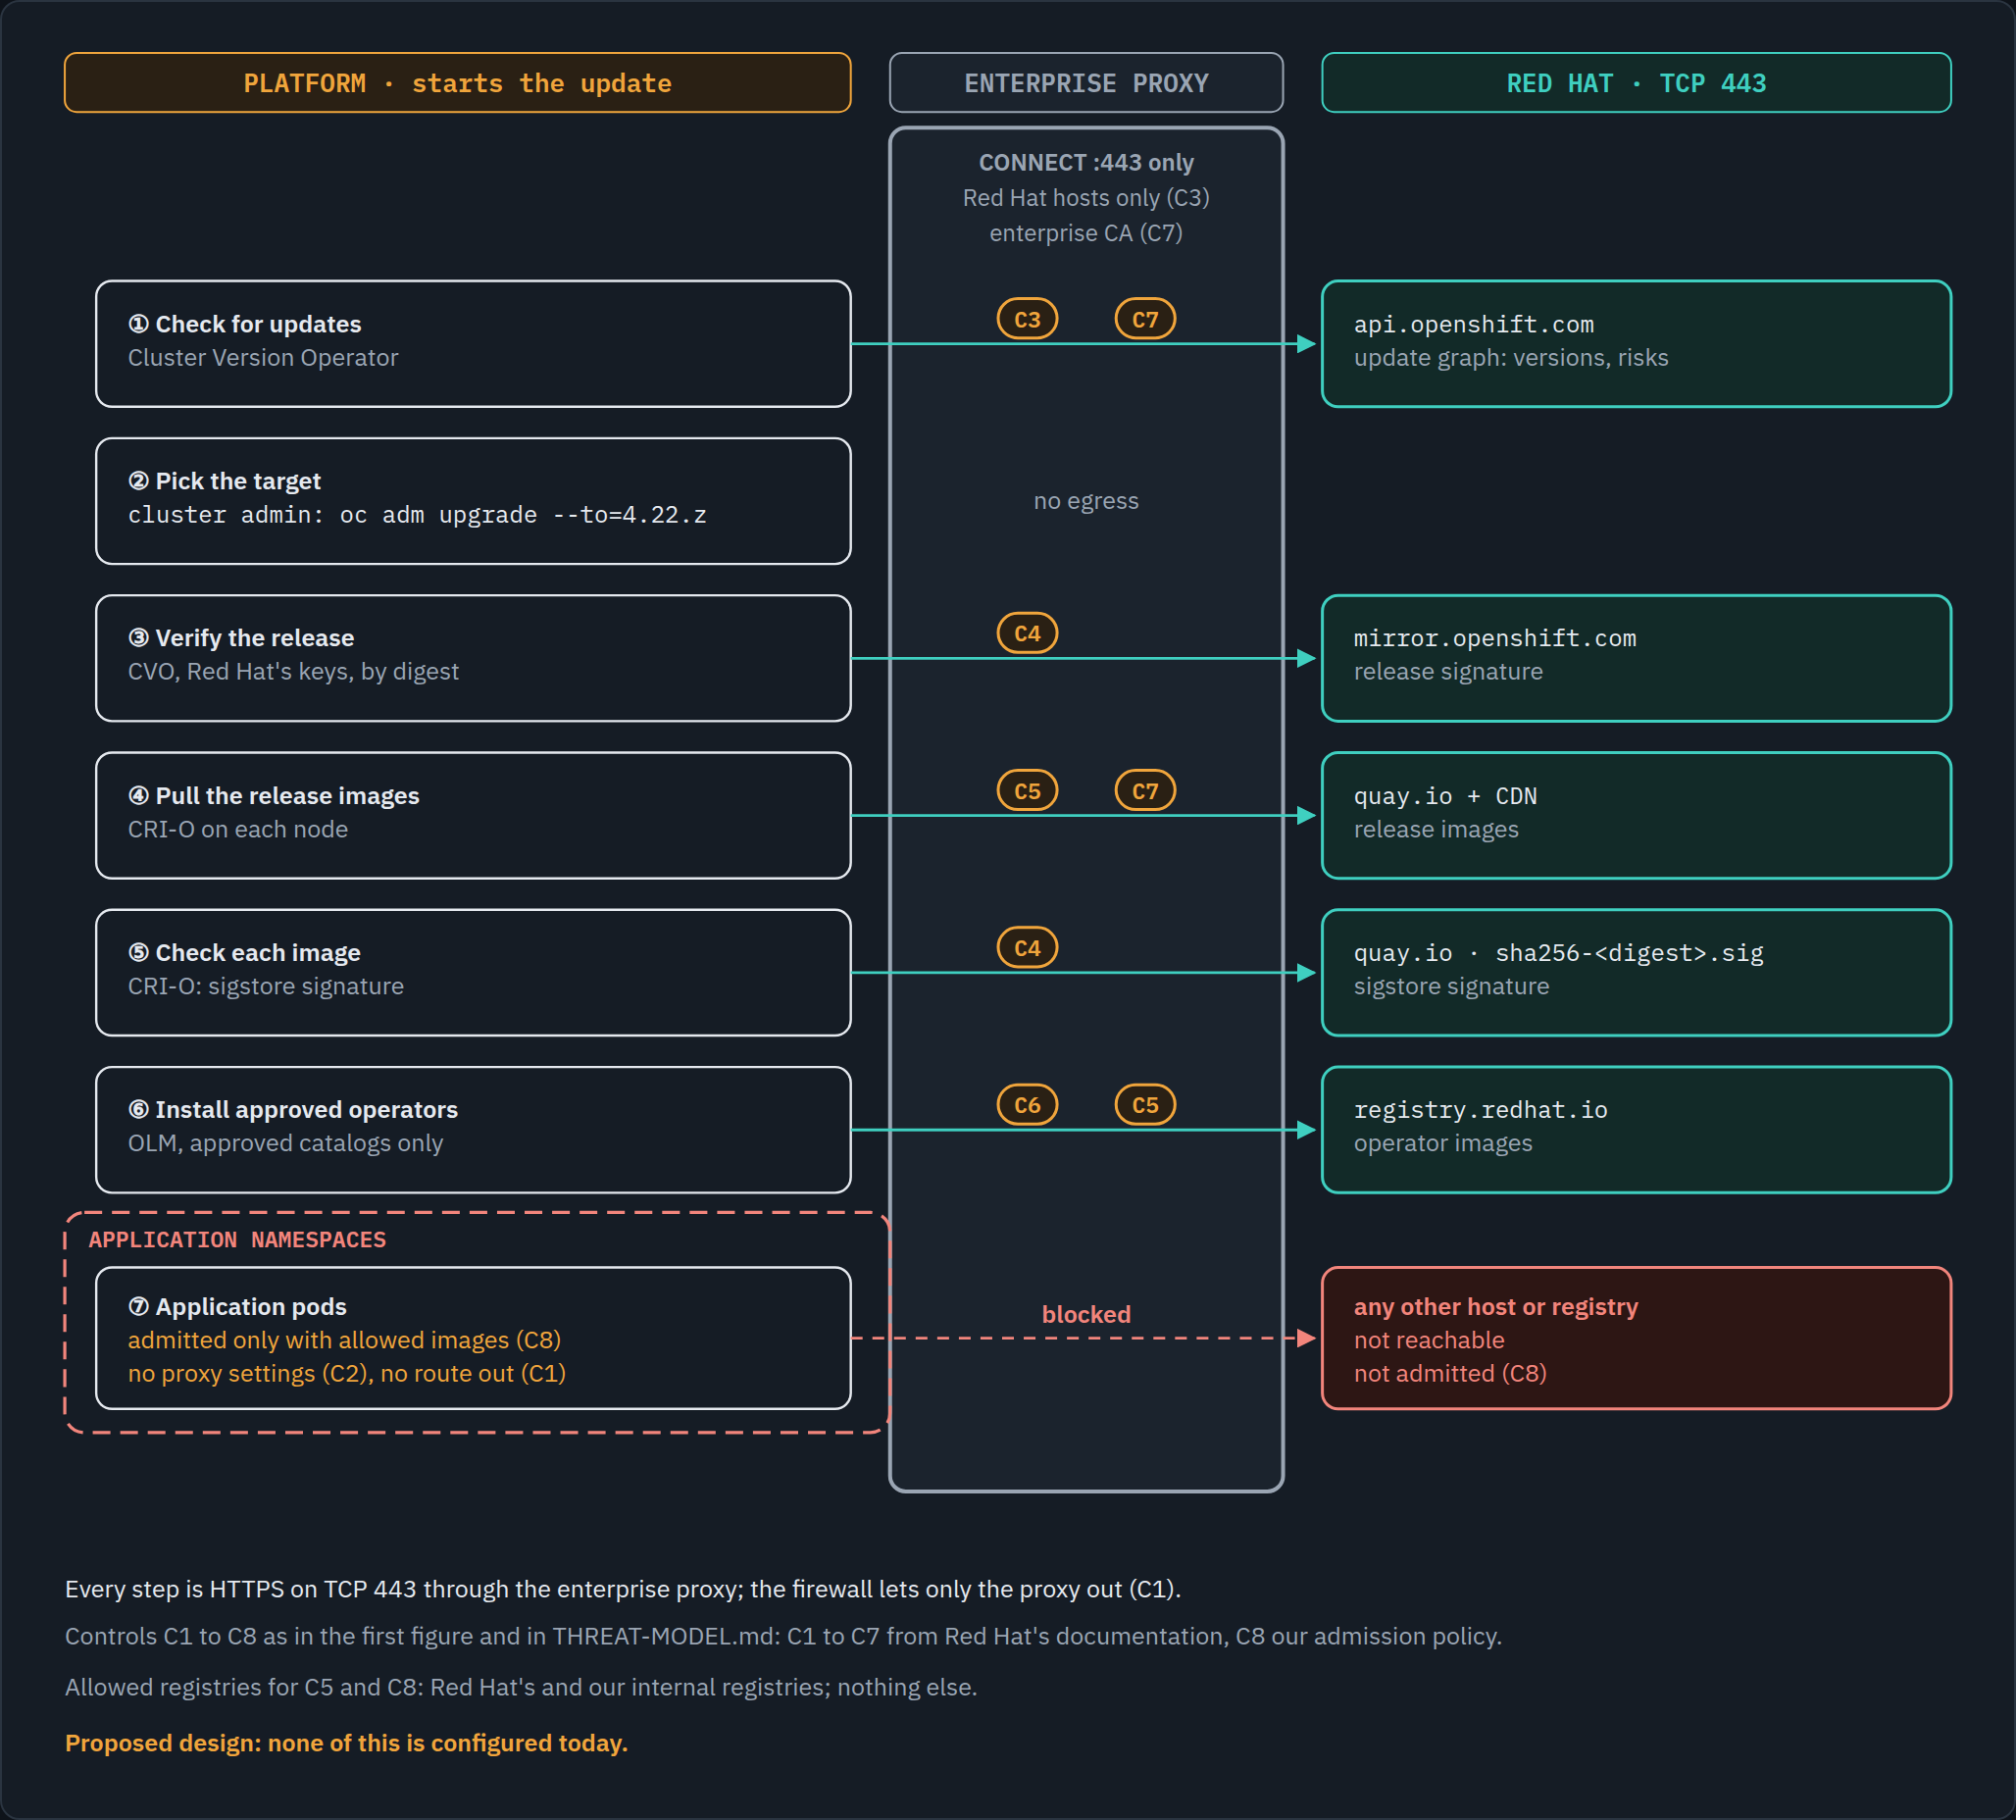 PLATFORM · starts the update
ENTERPRISE PROXY
RED HAT · TCP 443
CONNECT :443 only
Red Hat hosts only (C3)
enterprise CA (C7)
① Check for updates
Cluster Version Operator
C3
C7
api.openshift.com
update graph: versions, risks
② Pick the target
cluster admin: oc adm upgrade --to=4.22.z
no egress
③ Verify the release
CVO, Red Hat's keys, by digest
C4
mirror.openshift.com
release signature
④ Pull the release images
CRI-O on each node
C5
C7
quay.io + CDN
release images
⑤ Check each image
CRI-O: sigstore signature
C4
quay.io · sha256-<digest>.sig
sigstore signature
⑥ Install approved operators
OLM, approved catalogs only
C6
C5
registry.redhat.io
operator images
APPLICATION NAMESPACES
⑦ Application pods
admitted only with allowed images (C8)
no proxy settings (C2), no route out (C1)
blocked
any other host or registry
not reachable
not admitted (C8)
Every step is HTTPS on TCP 443 through the enterprise proxy; the firewall lets only the proxy out (C1).
Controls C1 to C8 as in the first figure and in THREAT-MODEL.md: C1 to C7 from Red Hat's documentation, C8 our admission policy.
Allowed registries for C5 and C8: Red Hat's and our internal registries; nothing else.
Proposed design: none of this is configured today.